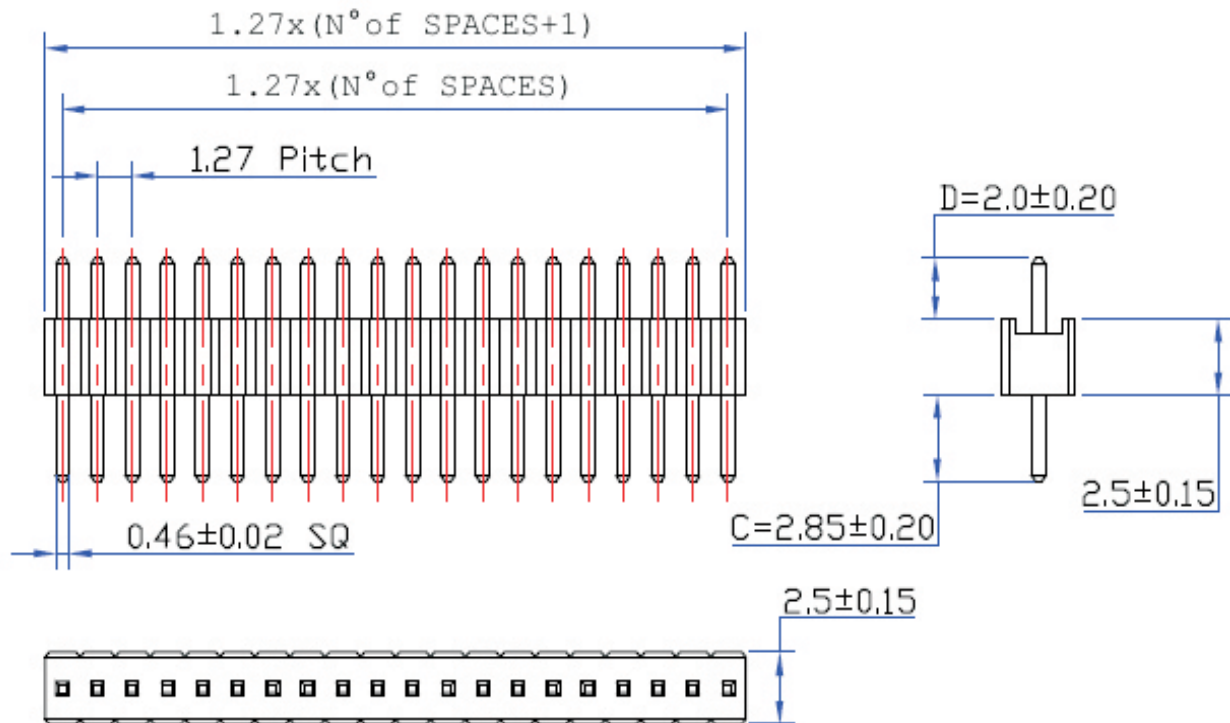 1.27x(N°of SPACES+1)
1.27x(N°of SPACES)
1.27 Pitch
D=2.0±0.20
2.5±0.15
C=2.85±0.20
0.46±0.02 SQ
2.5±0.15